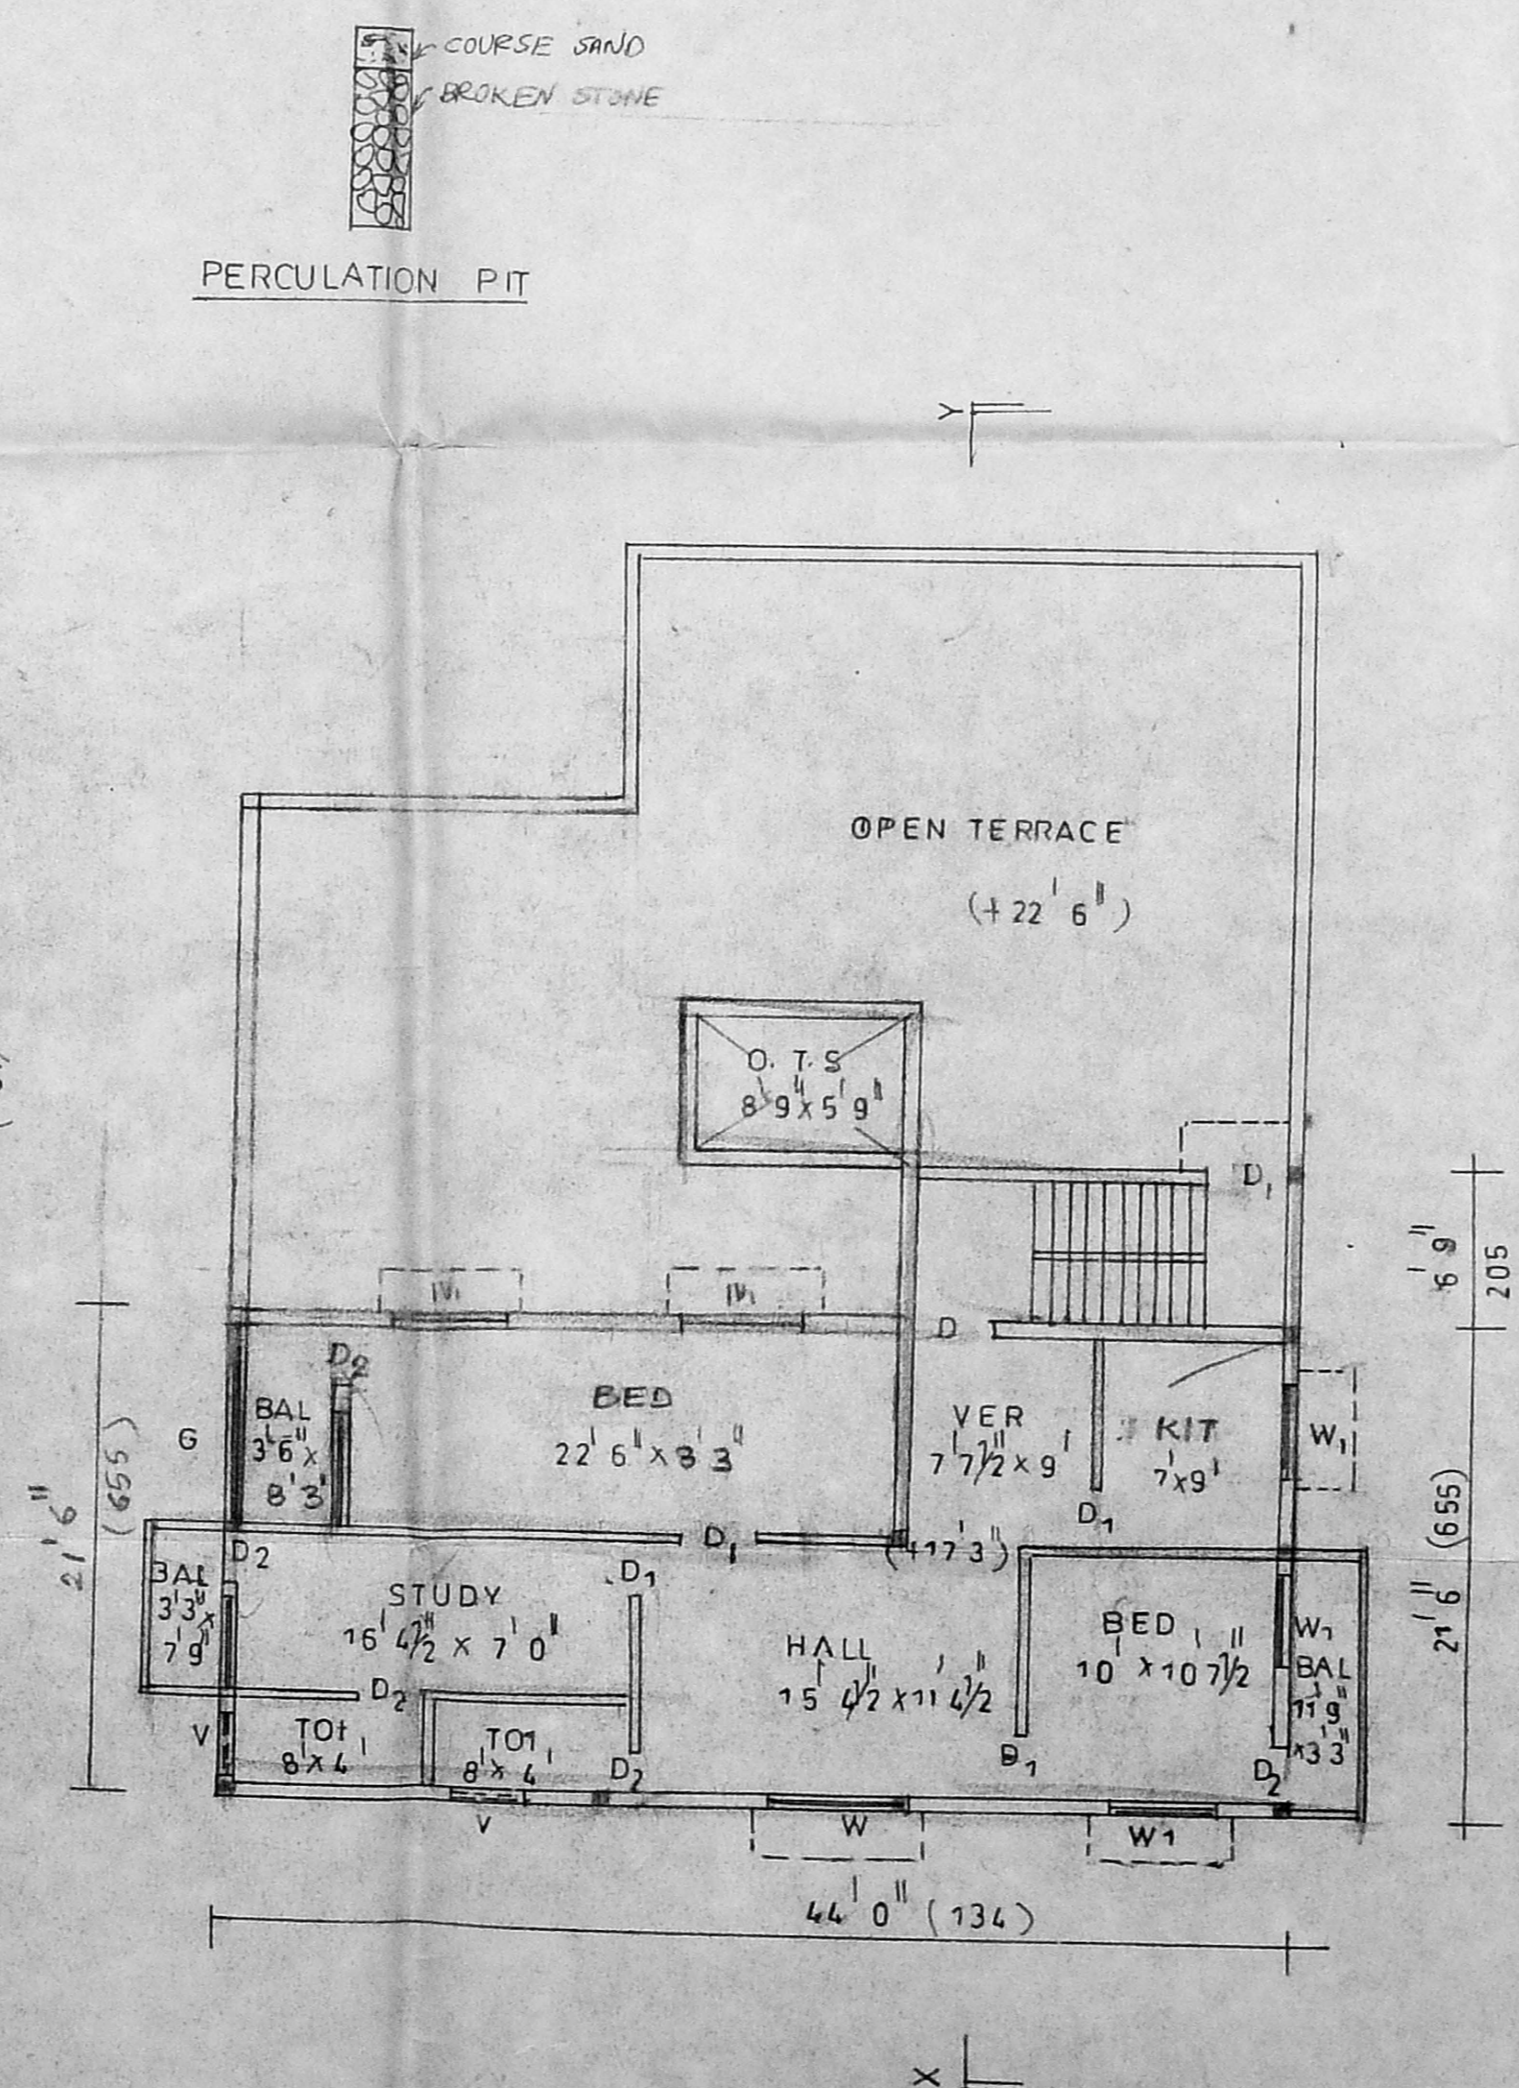 COURSE SAND
BROKEN STONE
PERCULATION PIT
Y
OPEN TERRACE
(+22'6")
O.T.S
8'9"x5'9"
D1
6'9"
205
D
D2
BED
22'6"x8'3"
BAL
3'6"x
8'3"
G
VER
7'7½"x9'
KIT
7'x9'
W1
D1
21'6"
(655)
D2
D1
(+17'3")
D1
BAL
3'3"x
7'9"
STUDY
16'4½"x7'0"
HALL
15'4½"x11'4½"
BED
10'x10'7½"
W1
BAL
11'9"
x3'3"
21'6"
(655)
D2
V
TOI
8'x4'
TOI
8'x4'
D2
D1
D2
V
W
W1
44'0"(134)
X